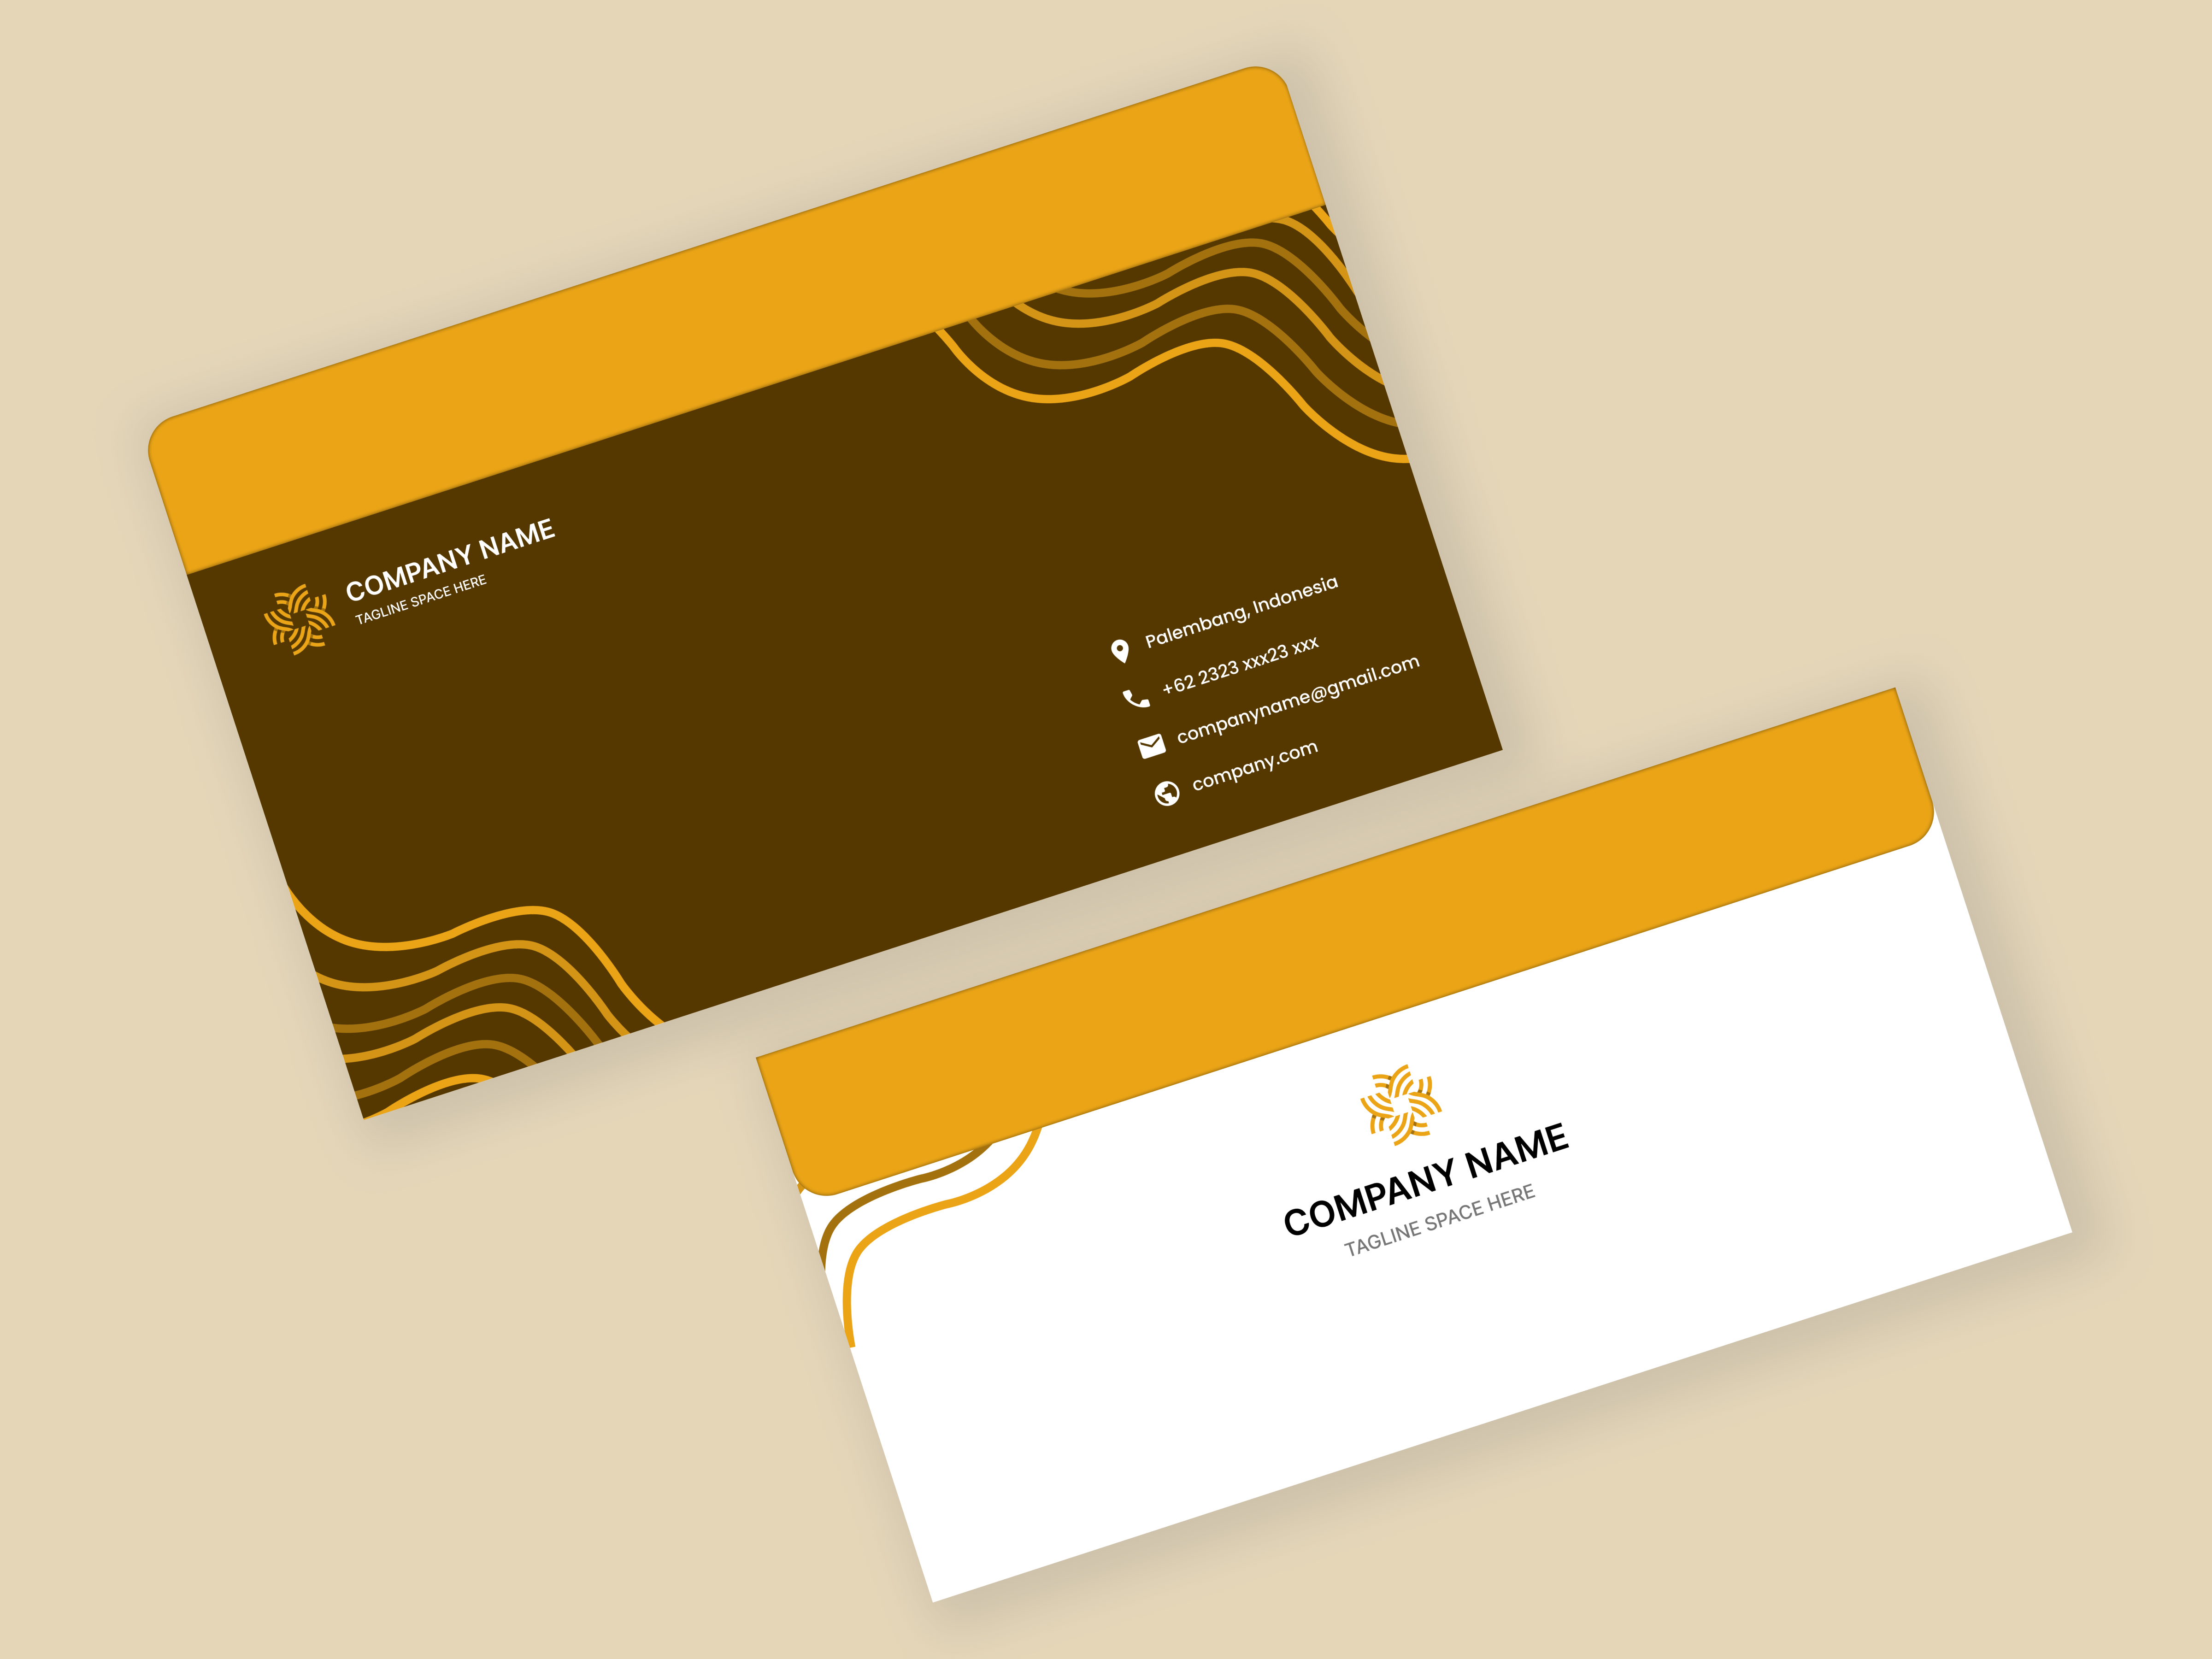 COMPANY NAME
TAGLINE SPACE HERE
Palembang, Indonesia
+62 2323 xxx23 xxx
companyname@gmail.com
company.com
COMPANY NAME
TAGLINE SPACE HERE